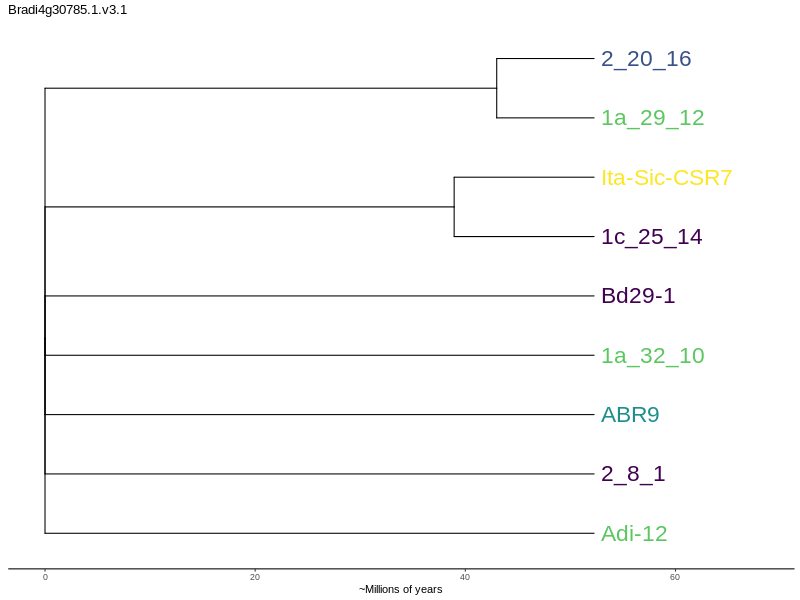 Bradi4g30785.1.v3.1
2_20_16
1a_29_12
Ita-Sic-CSR7
1c_25_14
Bd29-1
1a_32_10
ABR9
2_8_1
Adi-12
0 20 40 60
~Millions of years